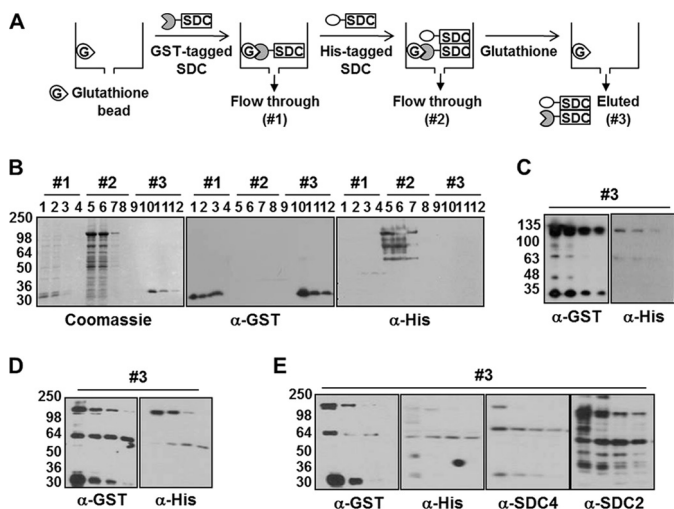 A
G
SDC
GST-tagged
SDC
G SDC
SDC
His-tagged
SDC
SDC
G SDC
Glutathione
G
G Glutathione
bead
Flow through
(#1)
Flow through
(#2)
SDC
SDC
Eluted
(#3)
B
#1 #2 #3 #1 #2 #3 #1 #2 #3
1 2 3 4 5 6 7 8 9 10 11 12 1 2 3 4 5 6 7 8 9 10 11 12 1 2 3 4 5 6 7 8 9 10 11 12
250
98
64
50
36
30
Coomassie
α-GST
α-His
C
#3
135
100
63
48
35
α-GST
α-His
D
#3
250
98
64
50
36
30
α-GST
α-His
E
#3
250
98
64
50
36
30
α-GST
α-His
α-SDC4
α-SDC2